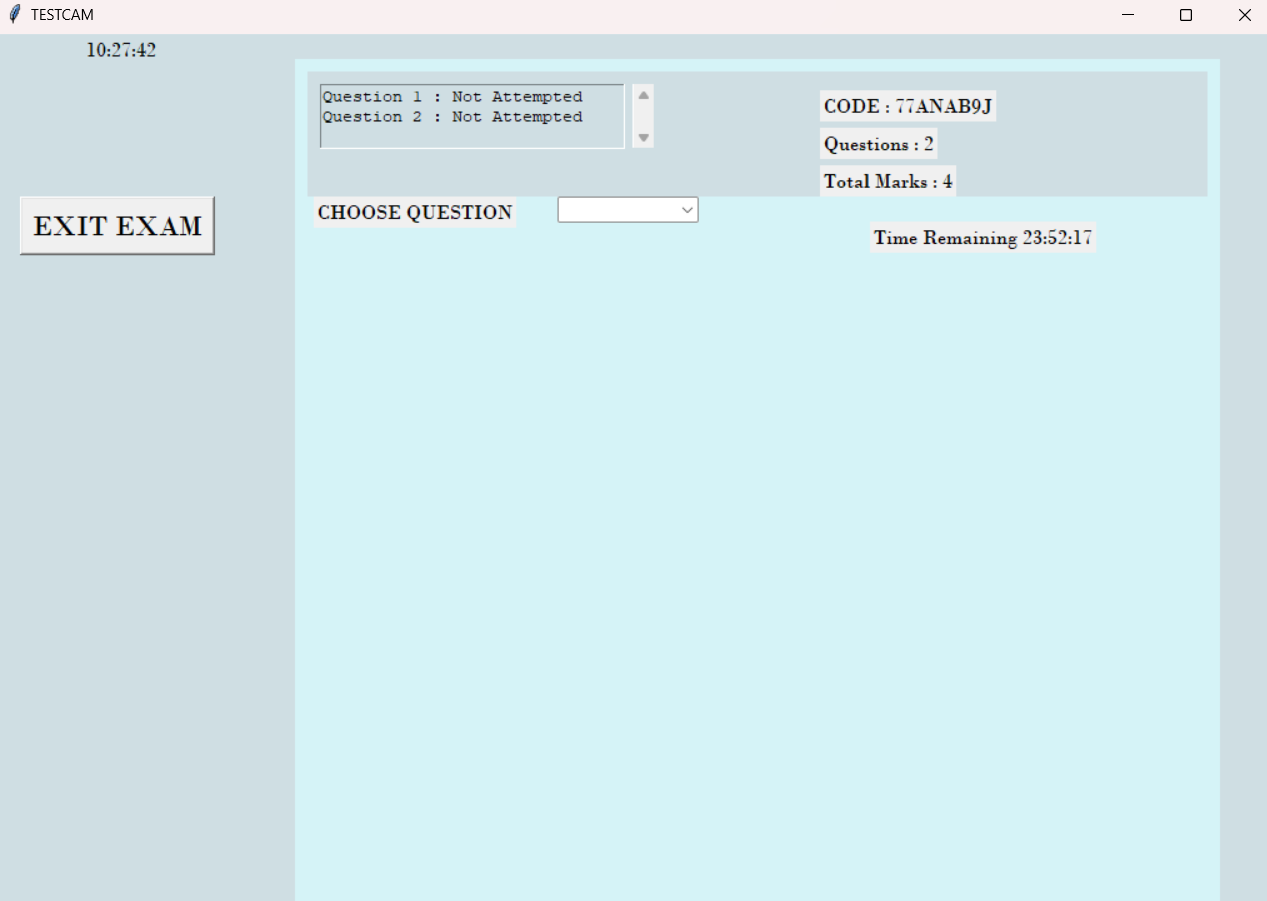 TESTCAM
10:27:42
Question 1 : Not Attempted
Question 2 : Not Attempted
CODE : 77ANAB9J
Questions : 2
Total Marks : 4
EXIT EXAM
CHOOSE QUESTION
Time Remaining 23:52:17